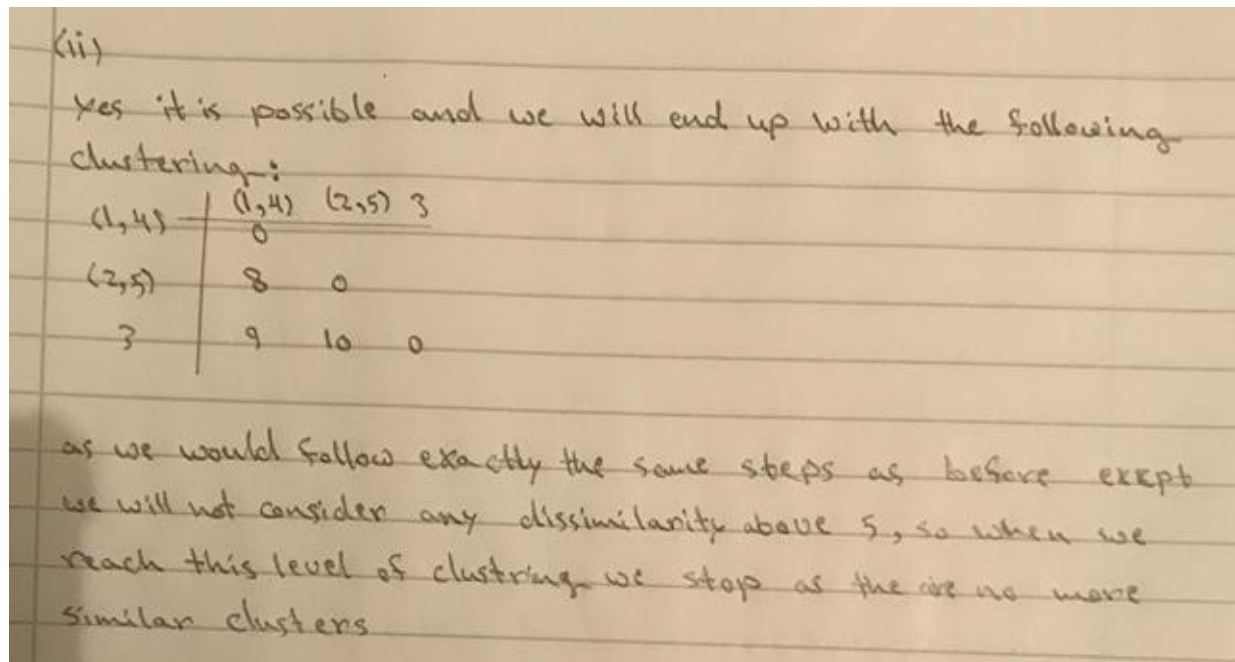 (ii)
Yes it is possible and we will end up with the following
clustering:
(1,4) (2,5) 3
(1,4) 0
(2,5) 8 0
3 9 10 0
as we would follow exactly the same steps as before exept
we will not consider any dissimilarity above 5, so when we
reach this level of clustring we stop as the are no more
similar clusters